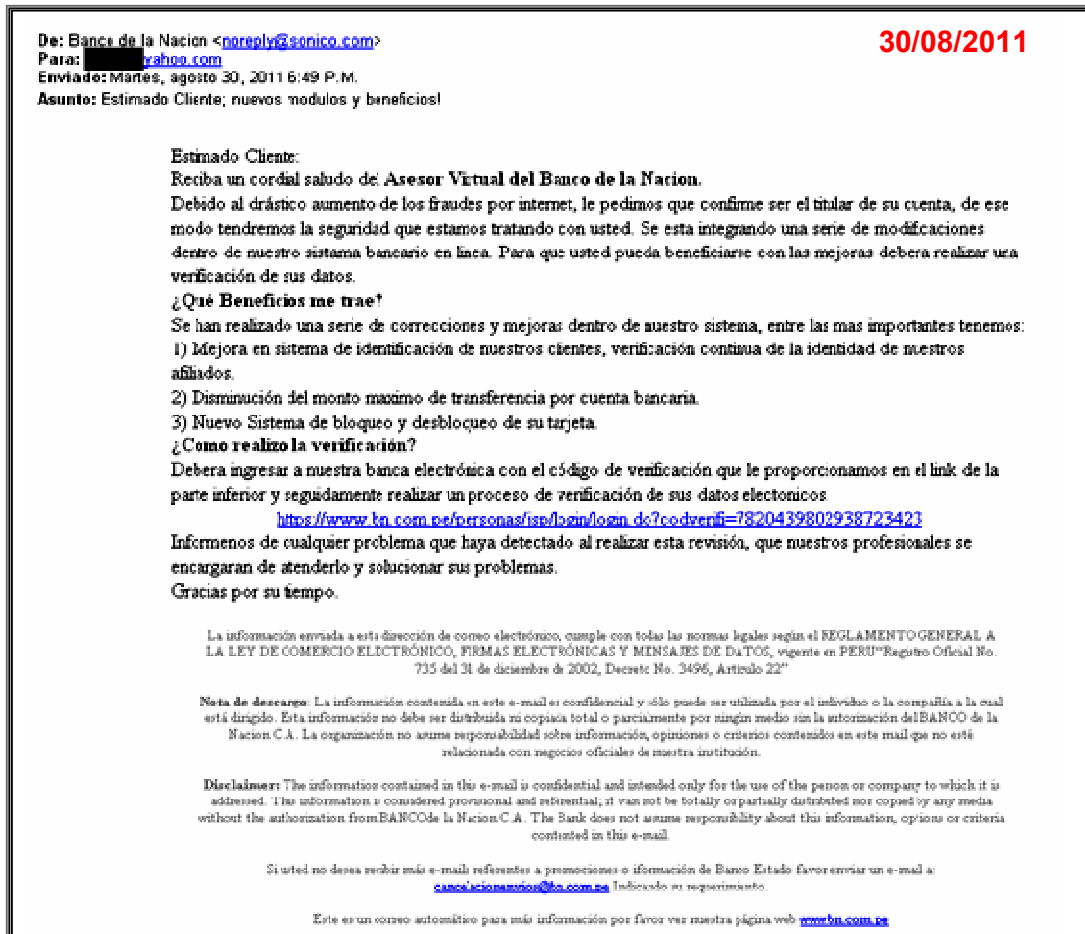 De: Banco de la Nacion <noreply@sonico.com>
30/08/2011
Para: yahoo.com
Enviado: Martes, agosto 30, 2011 6:49 P.M.
Asunto: Estimado Cliente; nuevos modulos y beneficios!
Estimado Cliente:
Reciba un cordial saludo de: Asesor Virtual del Banco de la Nacion.
Debido al drástico aumento de los fraudes por internet, le pedimos que confirme ser el titular de su cuenta, de ese
modo tendremos la seguridad que estamos tratando con usted. Se esta integrando una serie de modificaciones
dentro de nuestro sistama bancario en linea. Para que usted pueda beneficiarse con las mejoras debera realizar una
verificación de sus datos.
¿Qué Beneficios me trae?
Se han realizado una serie de correcciones y mejoras dentro de nuestro sistema, entre las mas importantes tenemos:
1) Mejora en sistema de identificación de nuestros clientes, verificación continua de la identidad de nuestros
afiliados.
2) Disminución del monto maximo de transferencia por cuenta bancaria.
3) Nuevo Sistema de bloqueo y desbloqueo de su tarjeta.
¿Como realizo la verificación?
Debera ingresar a nuestra banca electrónica con el código de verificación que le proporcionamos en el link de la
parte inferior y seguidamente realizar un proceso de verificación de sus datos electonicos
https://www.bn.com.pe/personas/jsp/login/login.do?codverifi=7820439802938723423
Informenos de cualquier problema que haya detectado al realizar esta revisión, que nuestros profesionales se
encargaran de atenderlo y solucionar sus problemas.
Gracias por su tiempo.
La información enviada a esta dirección de correo electrónico, cumple con todas las normas legales según el REGLAMENTO GENERAL A
LA LEY DE COMERCIO ELECTRÓNICO, FIRMAS ELECTRÓNICAS Y MENSAJES DE DATOS, vigente en PERU"Registro Oficial No.
735 del 31 de diciembre de 2002, Decreto No. 3496, Artículo 22"
Nota de descargo: La información contenida en este e-mail es confidencial y sólo puede ser utilizada por el individuo o la compañía a la cual
está dirigido. Esta información no debe ser distribuida ni copiada total o parcialmente por ningún medio sin la autorización del BANCO de la
Nacion C.A. La organización no asume responsabilidad sobre información, opiniones o criterios contenidos en este mail que no esté
relacionada con negocios oficiales de nuestra institución.
Disclaimer: The information contained in this e-mail is confidential and intended only for the use of the person or company to which it is
addressed. This information is considered provisional and referential; it can not be totally or partially distributed nor copied by any media
without the authorization from BANCO de la Nacion C.A. The Bank does not assume responsibility about this information, options or criteria
contented in this e-mail.
Si usted no desea recibir más e-mails referentes a promociones o iformación de Banco Estado favor enviar un e-mail a:
cancelacionenvios@bn.com.pe Indicando su requerimiento.
Este es un correo automático para más información por favor ver nuestra página web www.bn.com.pe